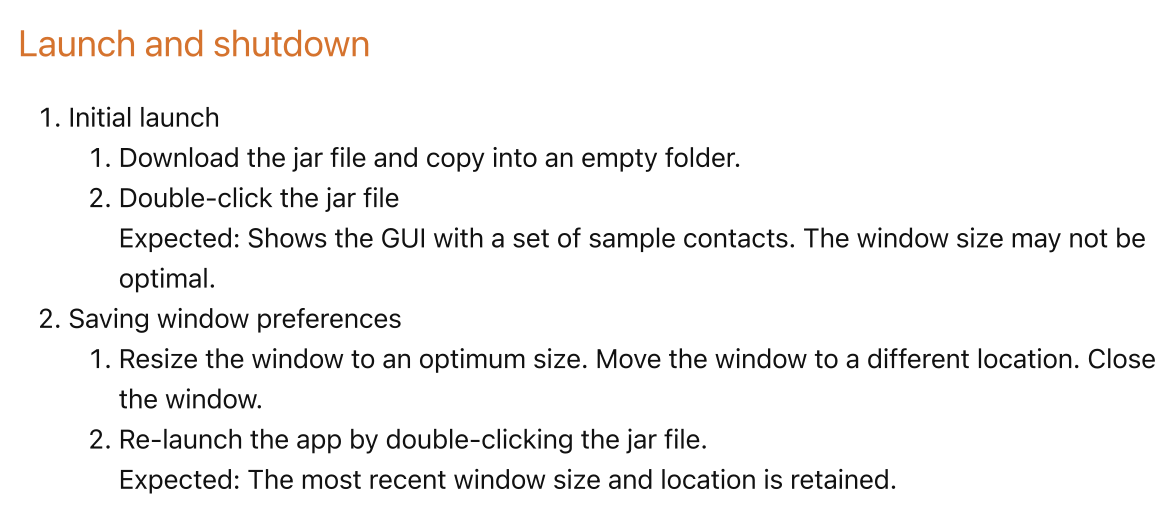 Launch and shutdown
1. Initial launch
1. Download the jar file and copy into an empty folder.
2. Double-click the jar file
Expected: Shows the GUI with a set of sample contacts. The window size may not be
optimal.
2. Saving window preferences
1. Resize the window to an optimum size. Move the window to a different location. Close
the window.
2. Re-launch the app by double-clicking the jar file.
Expected: The most recent window size and location is retained.